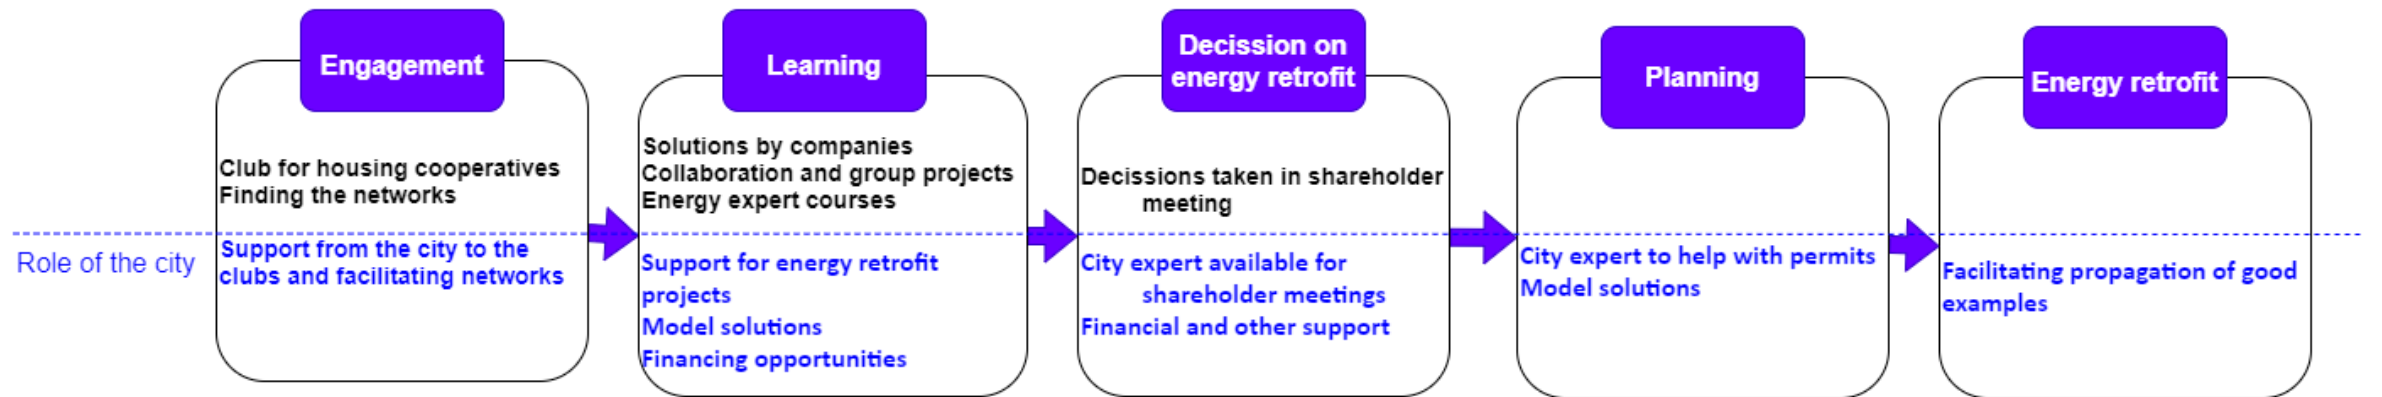 Engagement
Club for housing cooperatives
Finding the networks
Role of the city
Support from the city to the
clubs and facilitating networks
Learning
Solutions by companies
Collaboration and group projects
Energy expert courses
Support for energy retrofit
projects
Model solutions
Financing opportunities
Decission on
energy retrofit
Decissions taken in shareholder
meeting
City expert available for
shareholder meetings
Financial and other support
Planning
City expert to help with permits
Model solutions
Energy retrofit
Facilitating propagation of good
examples